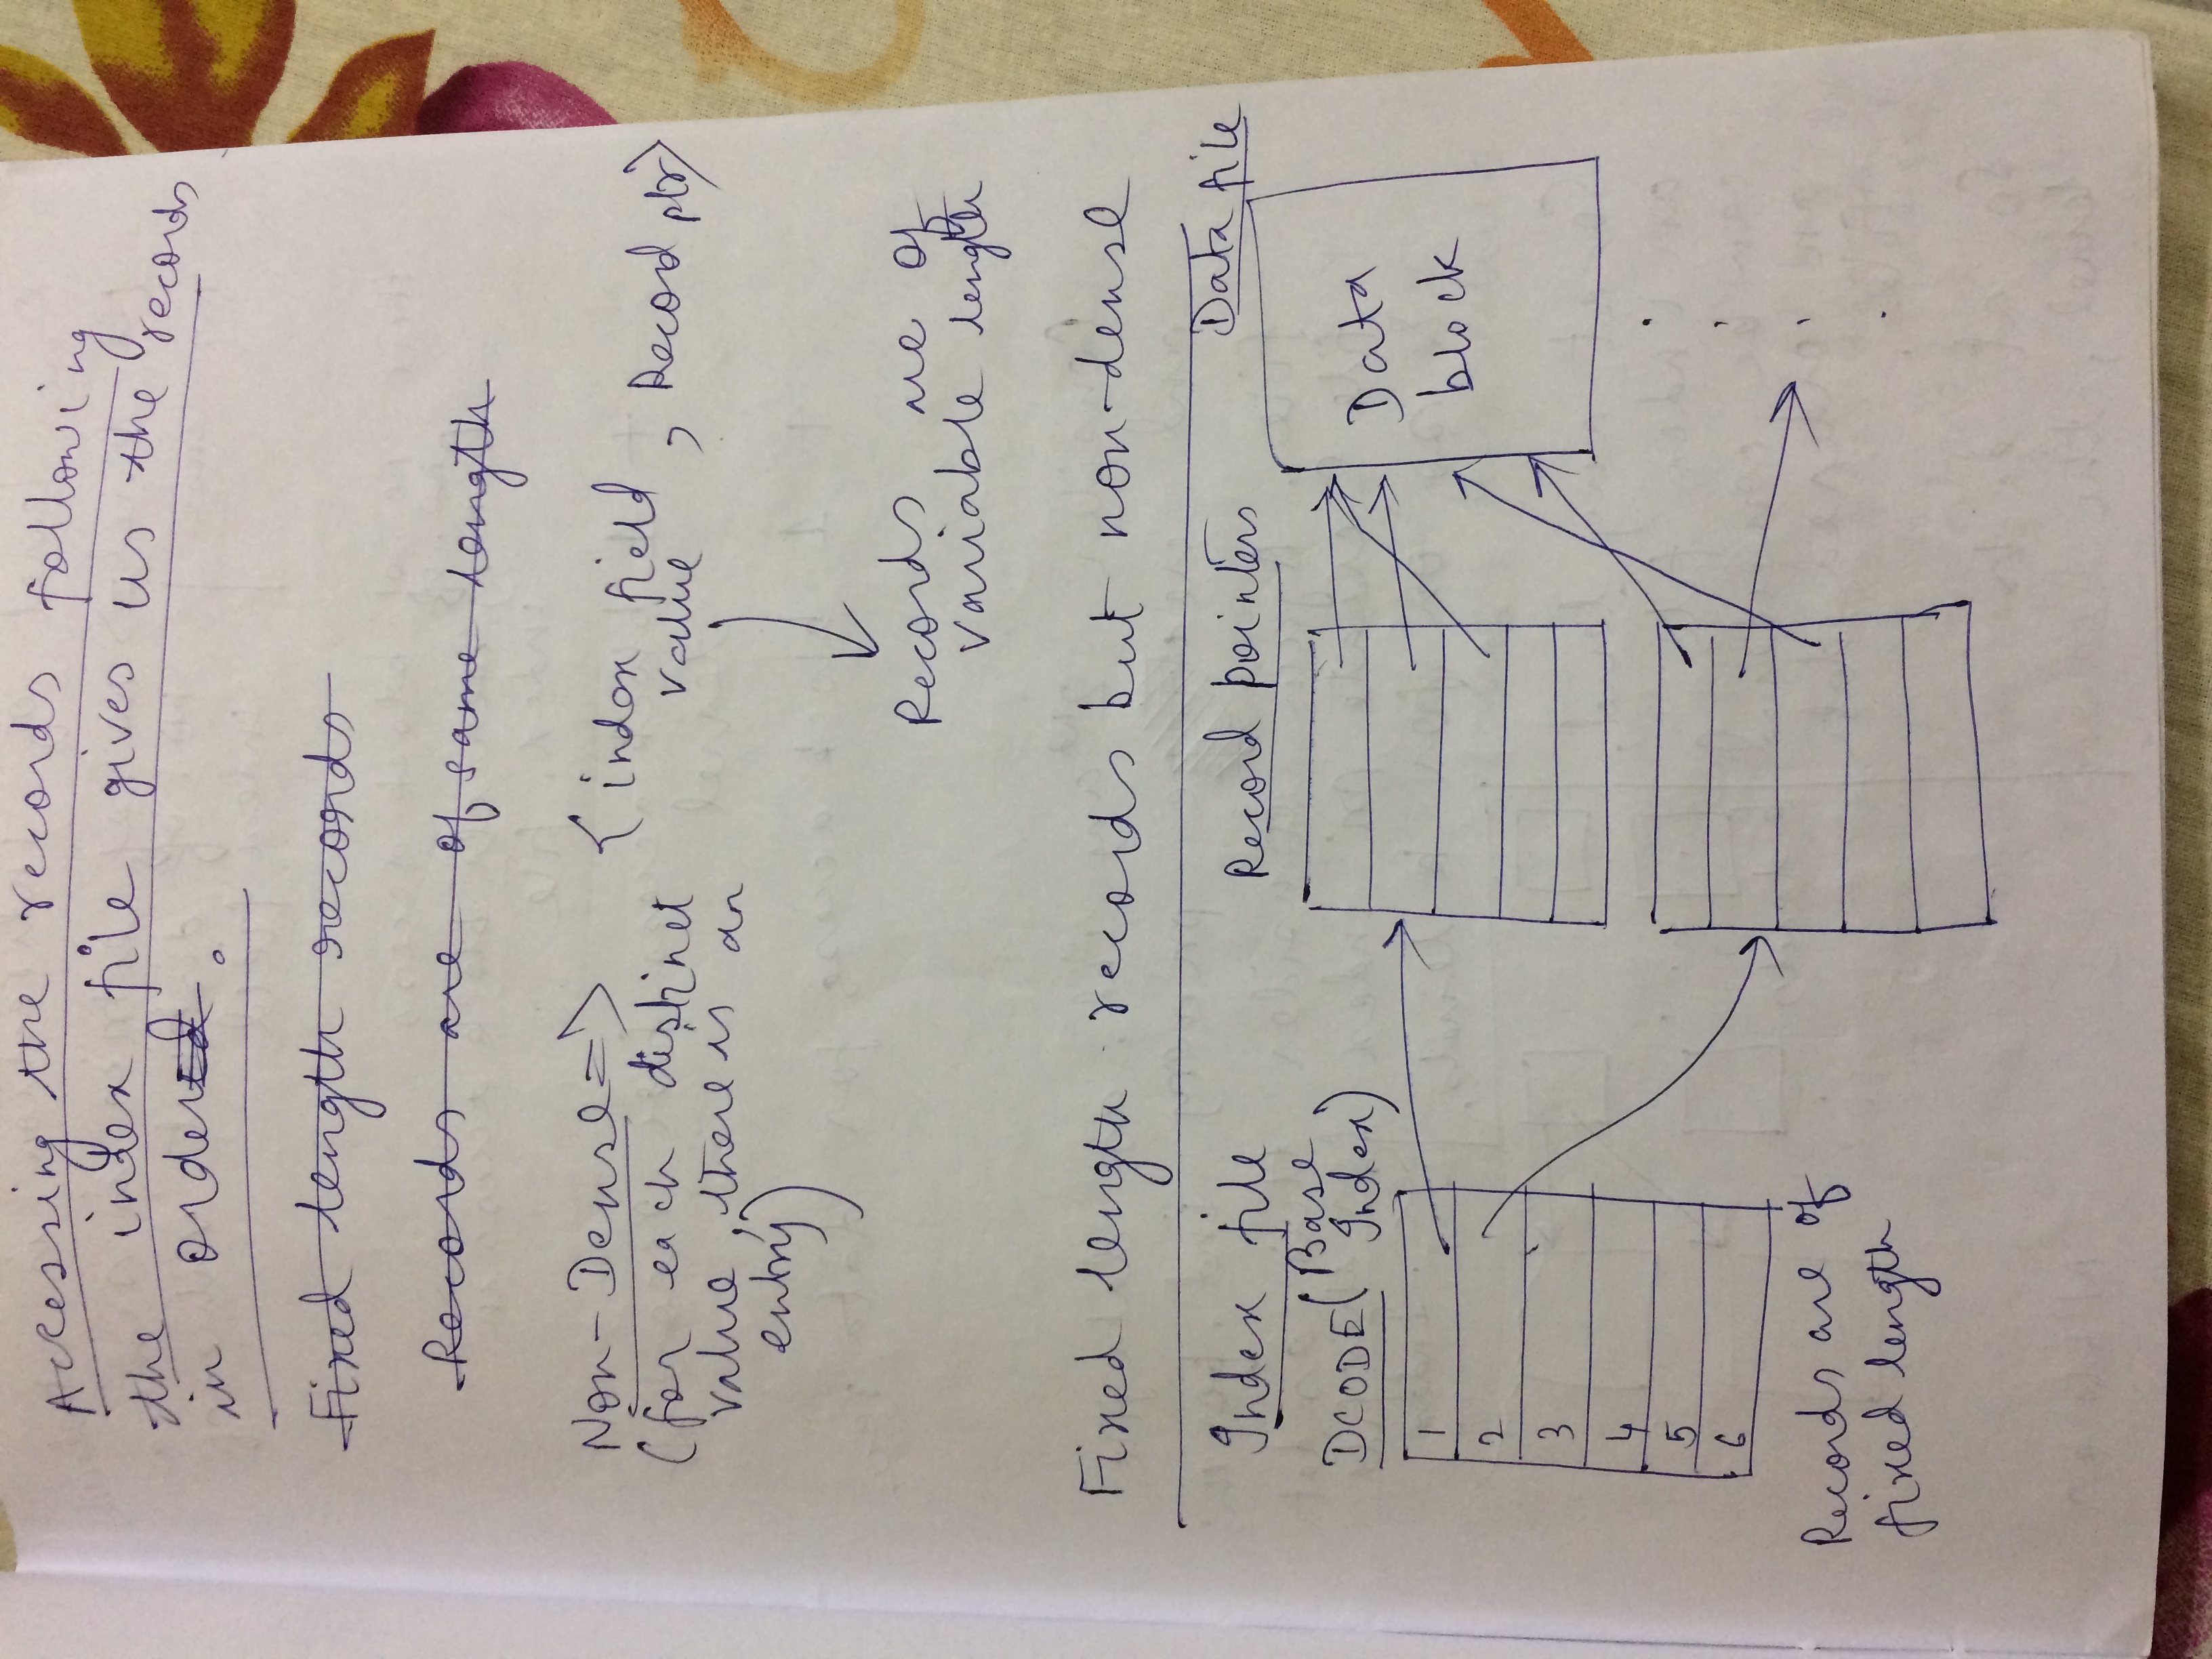 Accessing the records following
the index file gives us the records
in ordered.
Fixed length records
Records are of same length
Non-Dense => <index field value, Record ptr>
(for each distinct
value, there is an
entry)
Records are of
variable length
Fixed length records but non-dense
Index file
Record pointers
Data file
DCODE (Base
Index)
1
2
3
4
5
6
Data
block
Records are of
fixed length